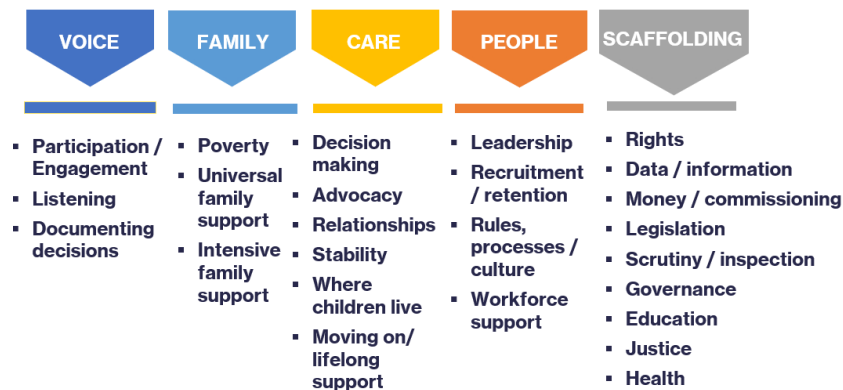 VOICE
Participation /
Engagement
Listening
Documenting
decisions
FAMILY
Poverty
Universal
family
support
Intensive
family
support
CARE
Decision
making
Advocacy
Relationships
Stability
Where
children live
Moving on/
lifelong
support
PEOPLE
Leadership
Recruitment
/ retention
Rules,
processes /
culture
Workforce
support
SCAFFOLDING
Rights
Data / information
Money / commissioning
Legislation
Scrutiny / inspection
Governance
Education
Justice
Health